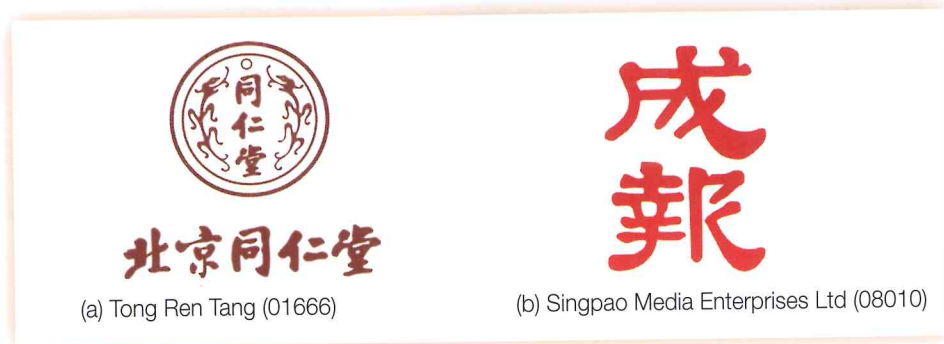 同仁堂
北京同仁堂
(a) Tong Ren Tang (01666)
成報
(b) Singpao Media Enterprises Ltd (08010)